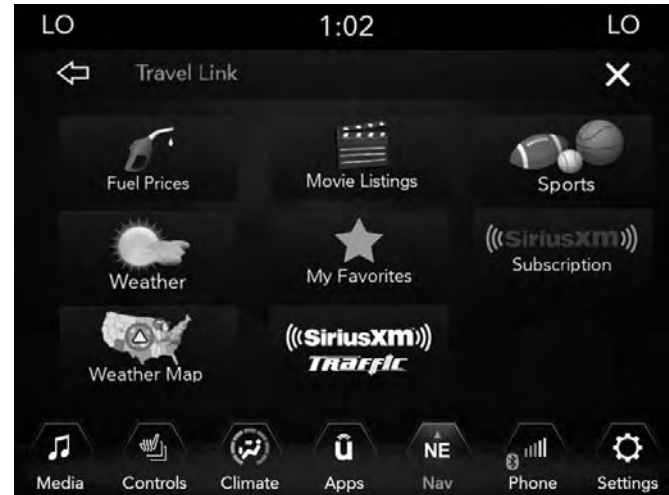 LO 1:02 LO
Travel Link
Fuel Prices Movie Listings Sports
((SiriusXM))
Weather My Favorites Subscription
((SiriusXM))
Weather Map Traffic
û NE
Media Controls Climate Apps Nav Phone Settings